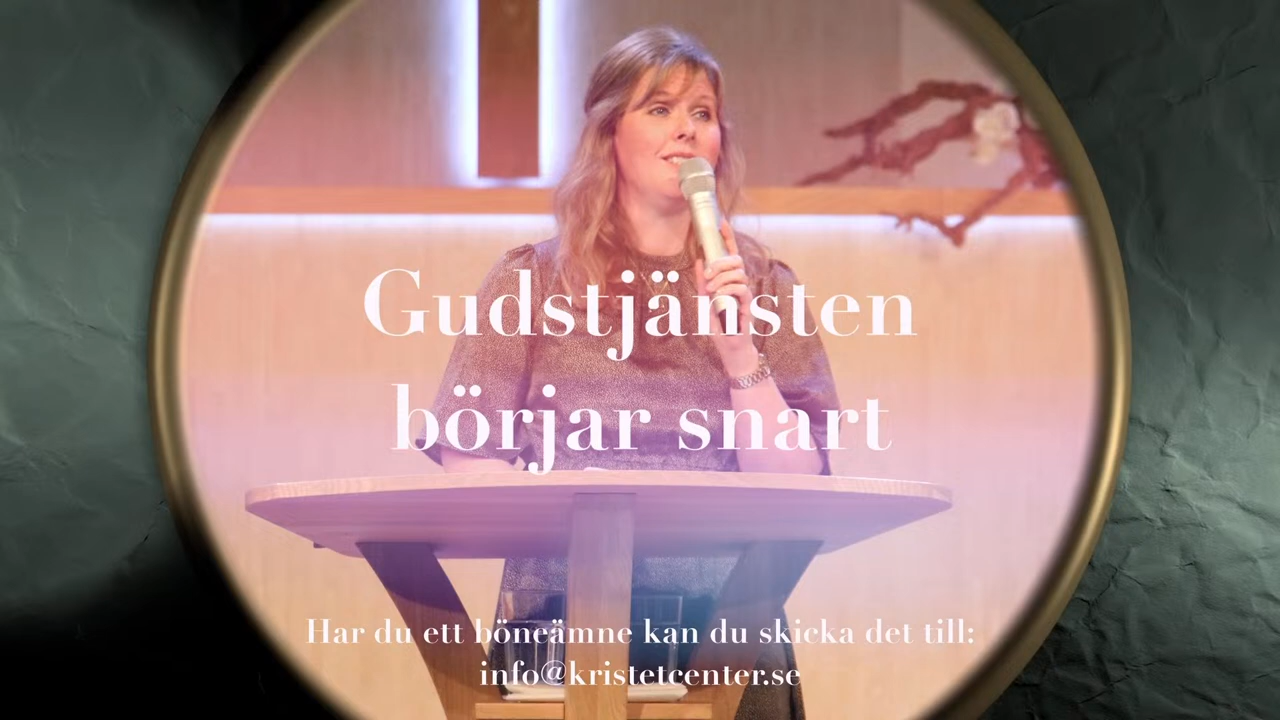 Gudstjänsten
börjar snart
Har du ett böneämne kan du skicka det till:
info@kristetcenter.se